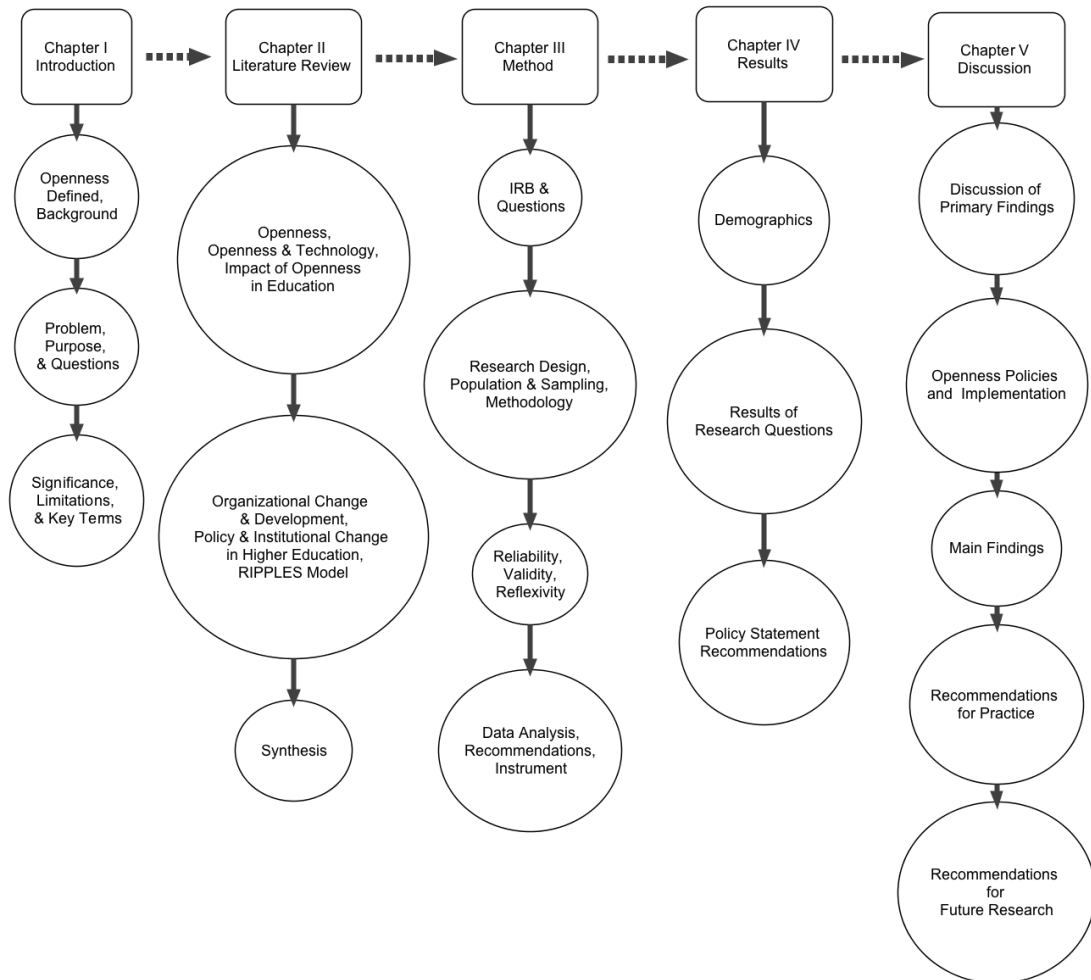 Chapter I
Introduction
Chapter II
Literature Review
Chapter III
Method
Chapter IV
Results
Chapter V
Discussion
Openness
Defined,
Background
Problem,
Purpose,
& Questions
Significance,
Limitations,
& Key Terms
Openness,
Openness & Technology,
Impact of Openness
in Education
Organizational Change
& Development,
Policy & Institutional Change
in Higher Education,
RIPPLES Model
Synthesis
IRB &
Questions
Research Design,
Population & Sampling,
Methodology
Reliability,
Validity,
Reflexivity
Data Analysis,
Recommendations,
Instrument
Demographics
Results of
Research Questions
Policy Statement
Recommendations
Discussion of
Primary Findings
Openness Policies
and Implementation
Main Findings
Recommendations
for Practice
Recommendations
for
Future Research